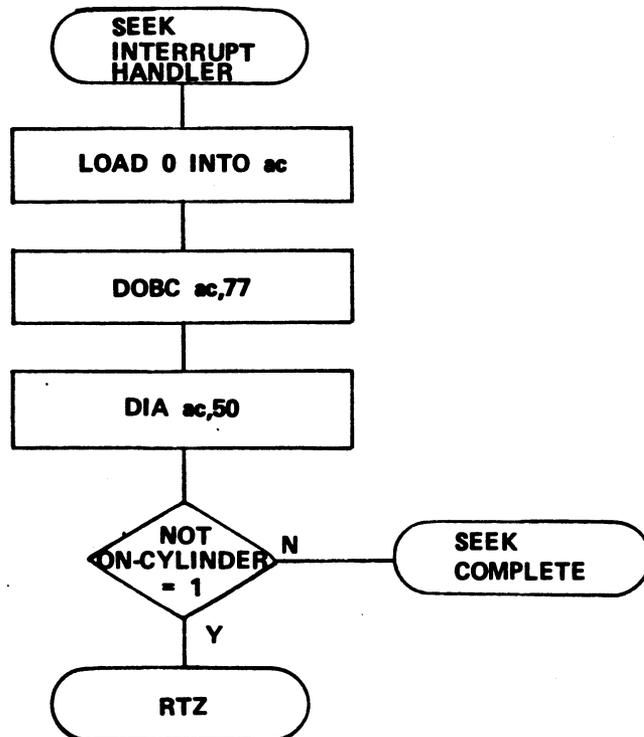 SEEK
INTERRUPT
HANDLER
LOAD 0 INTO ac
DOBC ac,77
DIA ac,50
NOT
ON-CYLINDER
= 1
N
SEEK
COMPLETE
Y
RTZ